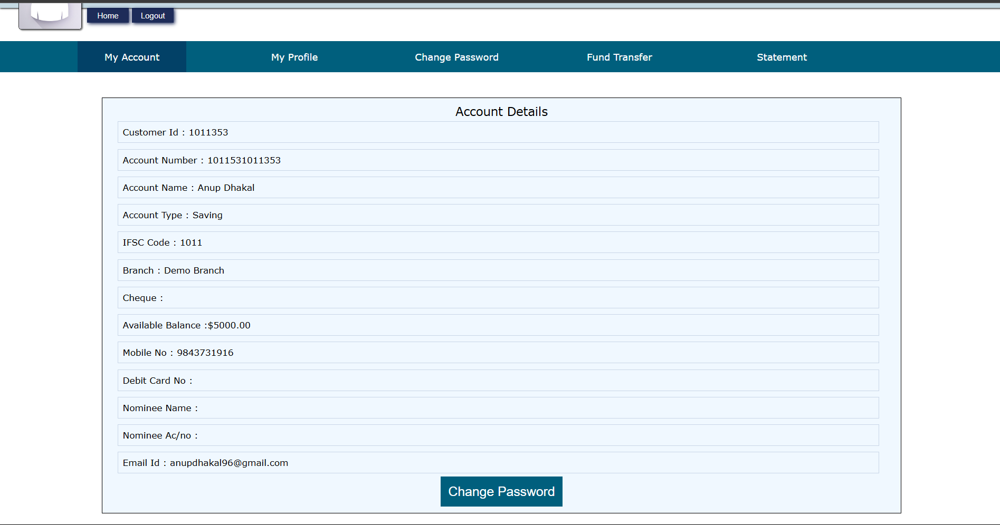 Home Logout
My Account My Profile Change Password Fund Transfer Statement
Account Details
Customer Id : 1011353
Account Number : 1011531011353
Account Name : Anup Dhakal
Account Type : Saving
IFSC Code : 1011
Branch : Demo Branch
Cheque :
Available Balance :$5000.00
Mobile No : 9843731916
Debit Card No :
Nominee Name :
Nominee Ac/no :
Email Id : anupdhakal96@gmail.com
Change Password